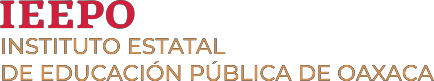 IEEPO
INSTITUTO ESTATAL
DE EDUCACIÓN PÚBLICA DE OAXACA